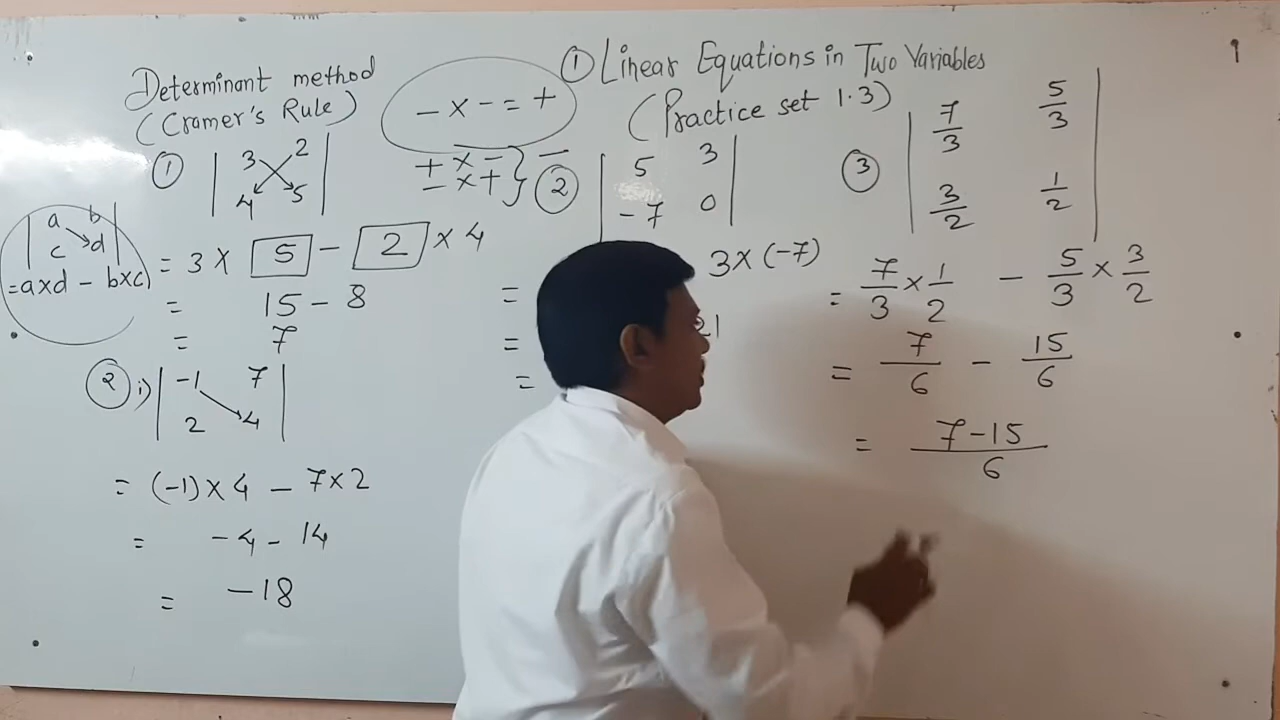 Determinant method
(Cramer's Rule)
① | 3 2 |
| 4 5 |
| a b |
| c d |
= a×d - b×c
= 3 × 5 - 2 × 4
= 15 - 8
= 7
② i) | -1 7 |
| 2 4 |
= (-1) × 4 - 7×2
= -4 - 14
= -18
- × - = +
+ × - } -
- × +
① Linear Equations in Two Variables
(Practice set 1.3)
② | 5 3 |
| -7 0 |
= 3 × (-7)
= 21
=
③ | 7/3 5/3 |
| 3/2 1/2 |
= 7/3 × 1/2 - 5/3 × 3/2
= 7/6 - 15/6
= 7-15/6